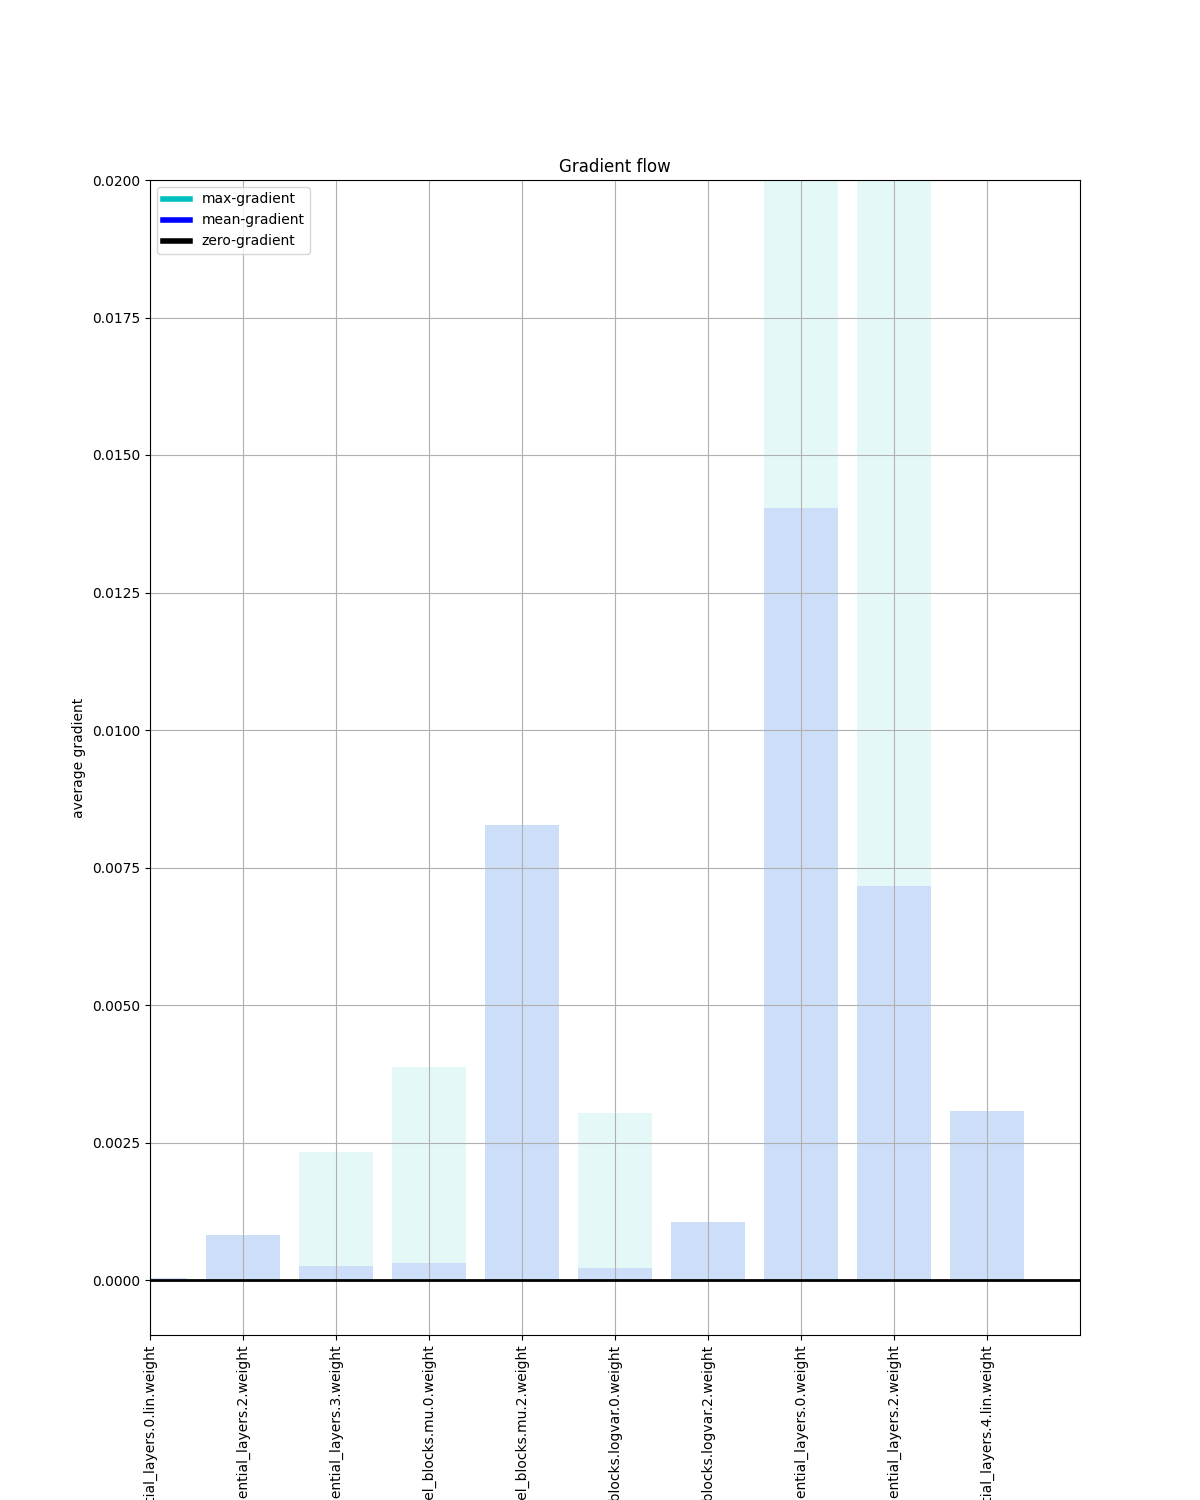 Gradient flow
max-gradient
mean-gradient
zero-gradient
0.0200
0.0175
0.0150
0.0125
0.0100
0.0075
0.0050
0.0025
0.0000
average gradient
tial_layers.0.lin.weight
ential_layers.2.weight
ential_layers.3.weight
el_blocks.mu.0.weight
el_blocks.mu.2.weight
blocks.logvar.0.weight
blocks.logvar.2.weight
ential_layers.0.weight
ential_layers.2.weight
tial_layers.4.lin.weight